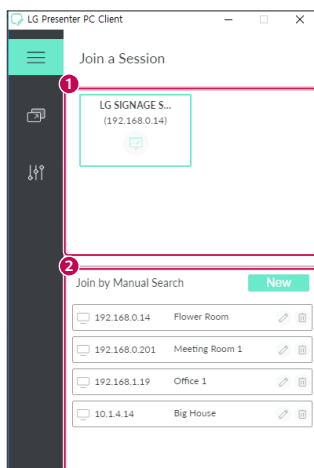 LG Presenter PC Client
Join a Session
1
LG SIGNAGE S...
(192.168.0.14)
2
Join by Manual Search New
192.168.0.14 Flower Room
192.168.0.201 Meeting Room 1
192.168.1.19 Office 1
10.1.4.14 Big House